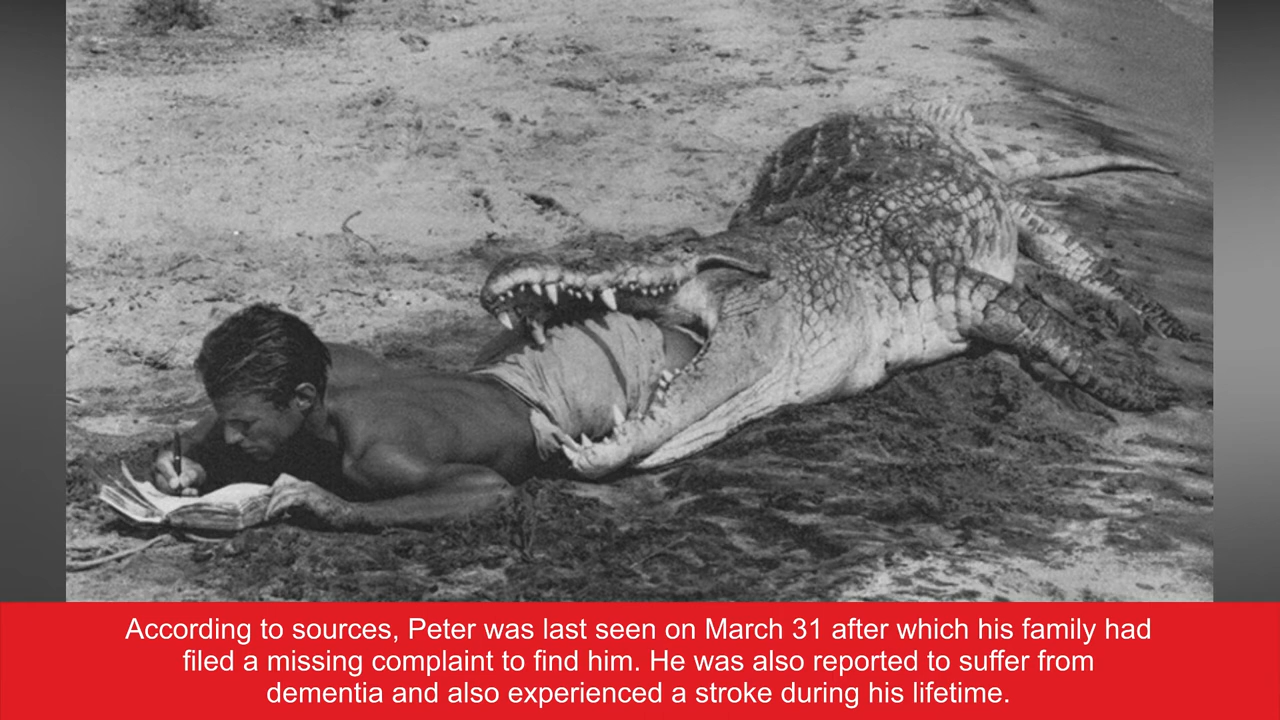 According to sources, Peter was last seen on March 31 after which his family had
filed a missing complaint to find him. He was also reported to suffer from
dementia and also experienced a stroke during his lifetime.